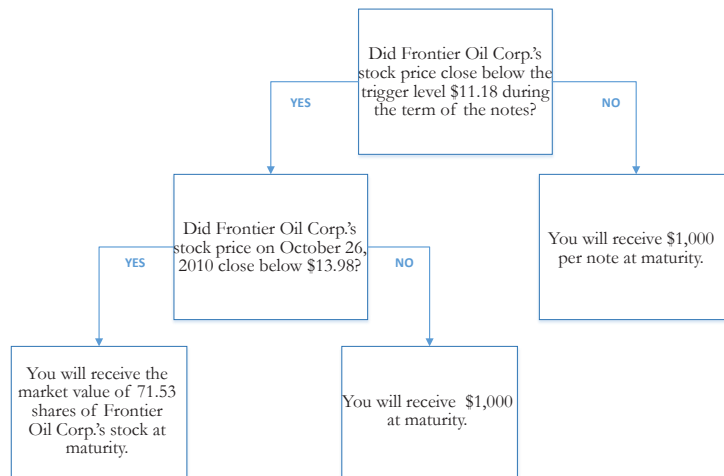 Did Frontier Oil Corp.'s
stock price close below the
trigger level $11.18 during
the term of the notes?
YES
NO
Did Frontier Oil Corp.'s
stock price on October 26,
2010 close below $13.98?
You will receive $1,000
per note at maturity.
YES
NO
You will receive the
market value of 71.53
shares of Frontier
Oil Corp.'s stock at
maturity.
You will receive $1,000
at maturity.